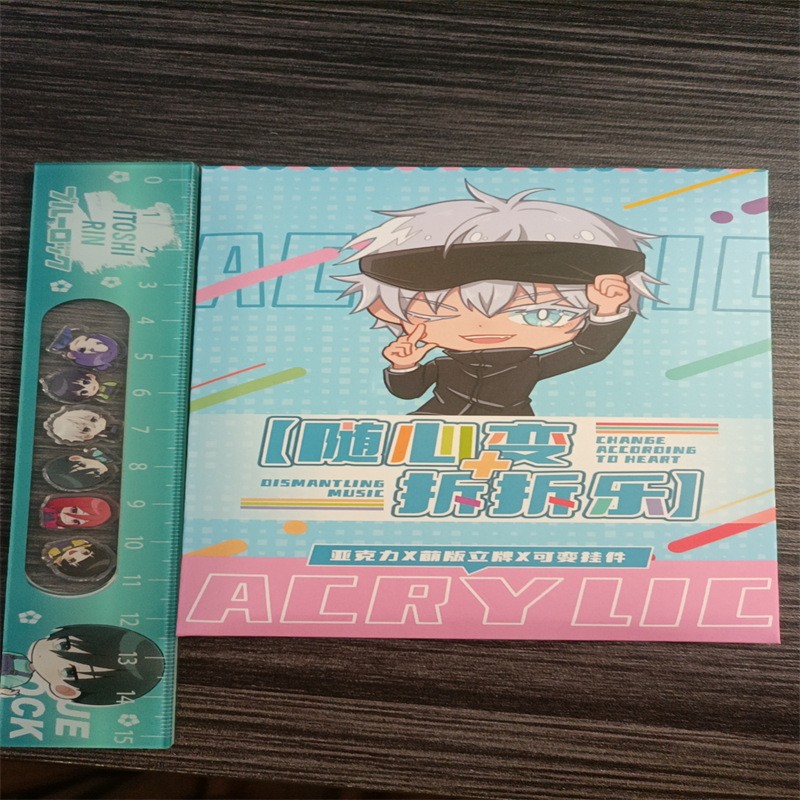 ITOSHI
RIN
ブルーロック
0
1
2
3
4
5
6
7
8
9
10
11
12
13
14
15
ACRYLIC
【随心变
CHANGE
ACCORDING
TO HEART
+
DISMANTLING
MUSIC
拆拆乐】
亚克力X萌版立牌X可变挂件
ACRYLIC